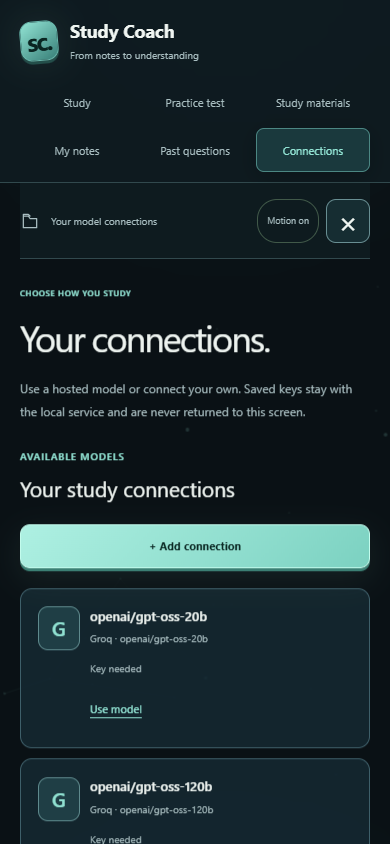 SC.
Study Coach
From notes to understanding
Study
Practice test
Study materials
My notes
Past questions
Connections
Your model connections
Motion on
CHOOSE HOW YOU STUDY
Your connections.
Use a hosted model or connect your own. Saved keys stay with
the local service and are never returned to this screen.
AVAILABLE MODELS
Your study connections
+ Add connection
G
openai/gpt-oss-20b
Groq · openai/gpt-oss-20b
Key needed
Use model
G
openai/gpt-oss-120b
Groq · openai/gpt-oss-120b
Key needed